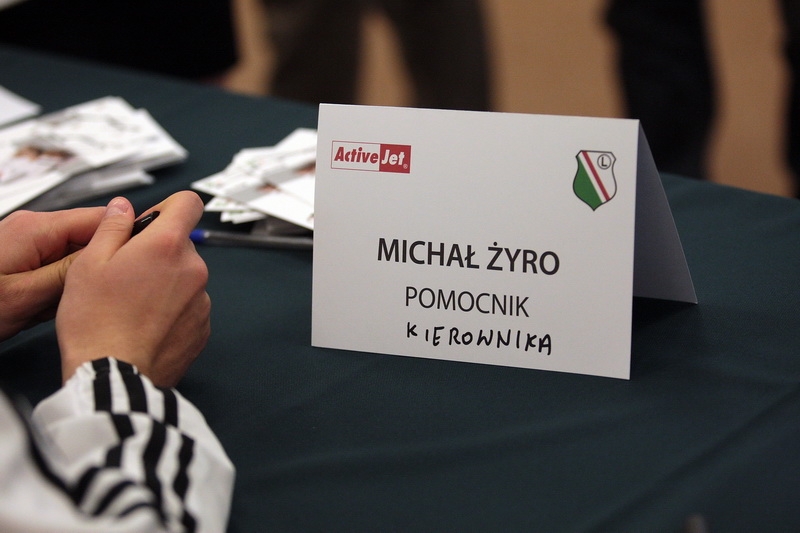 ActiveJet®
L
MICHAŁ ŻYRO
POMOCNIK
KIEROWNIKA